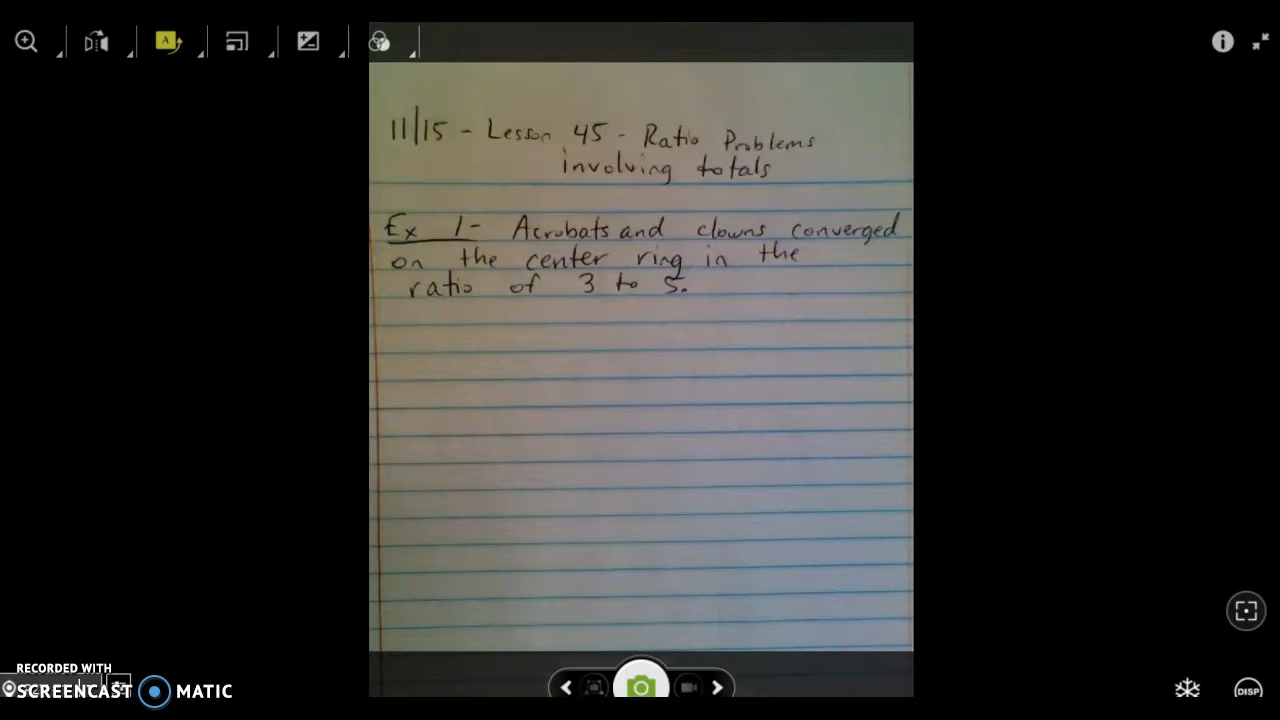 A
11/15 - Lesson 45 - Ratio Problems
involving totals
Ex 1- Acrobats and clowns converged
on the center ring in the
ratio of 3 to 5.
RECORDED WITH
SCREENCAST MATIC
DISP